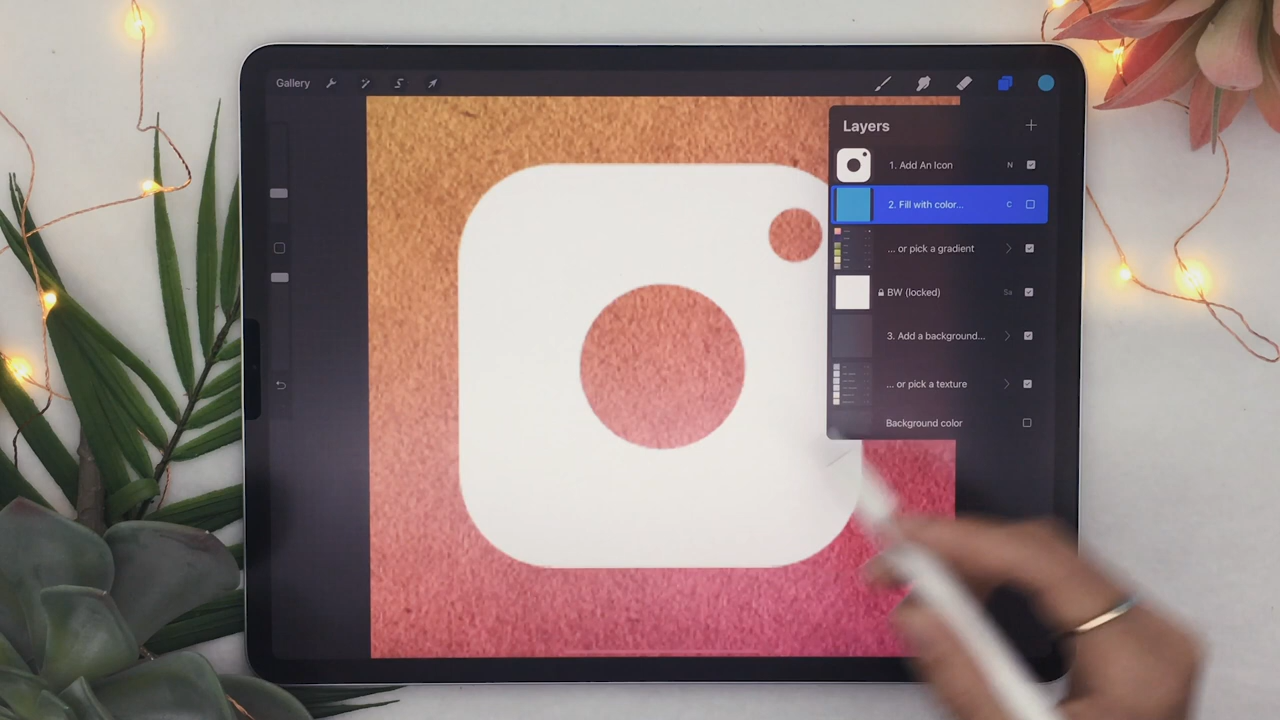 Gallery
Layers
1. Add An Icon N
2. Fill with color... C
... or pick a gradient
BW (locked) Sa
3. Add a background...
... or pick a texture
Background color